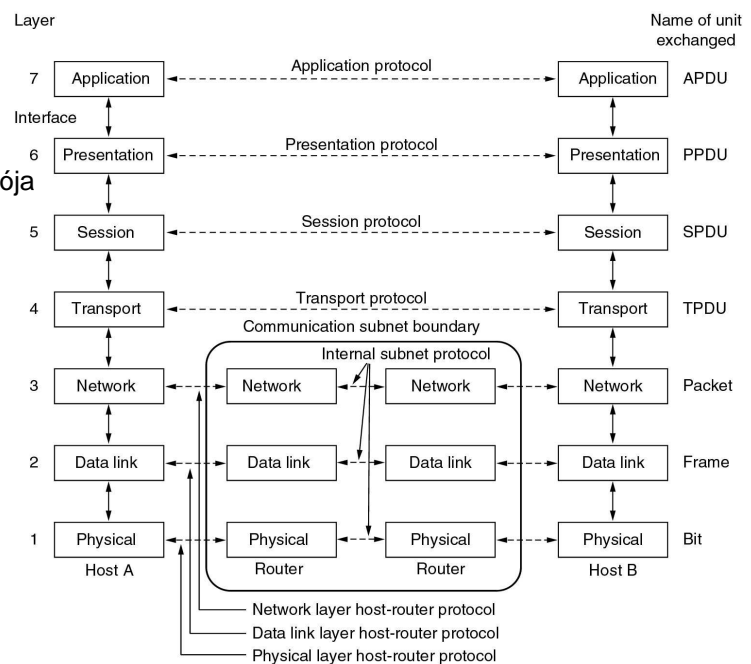 Layer
Name of unit
exchanged
7 Application Application protocol Application APDU
Interface
6 Presentation Presentation protocol Presentation PPDU
ója
5 Session Session protocol Session SPDU
4 Transport Transport protocol Transport TPDU
Communication subnet boundary
Internal subnet protocol
3 Network Network Network Network Packet
2 Data link Data link Data link Data link Frame
1 Physical Physical Physical Physical Bit
Host A Router Router Host B
Network layer host-router protocol
Data link layer host-router protocol
Physical layer host-router protocol